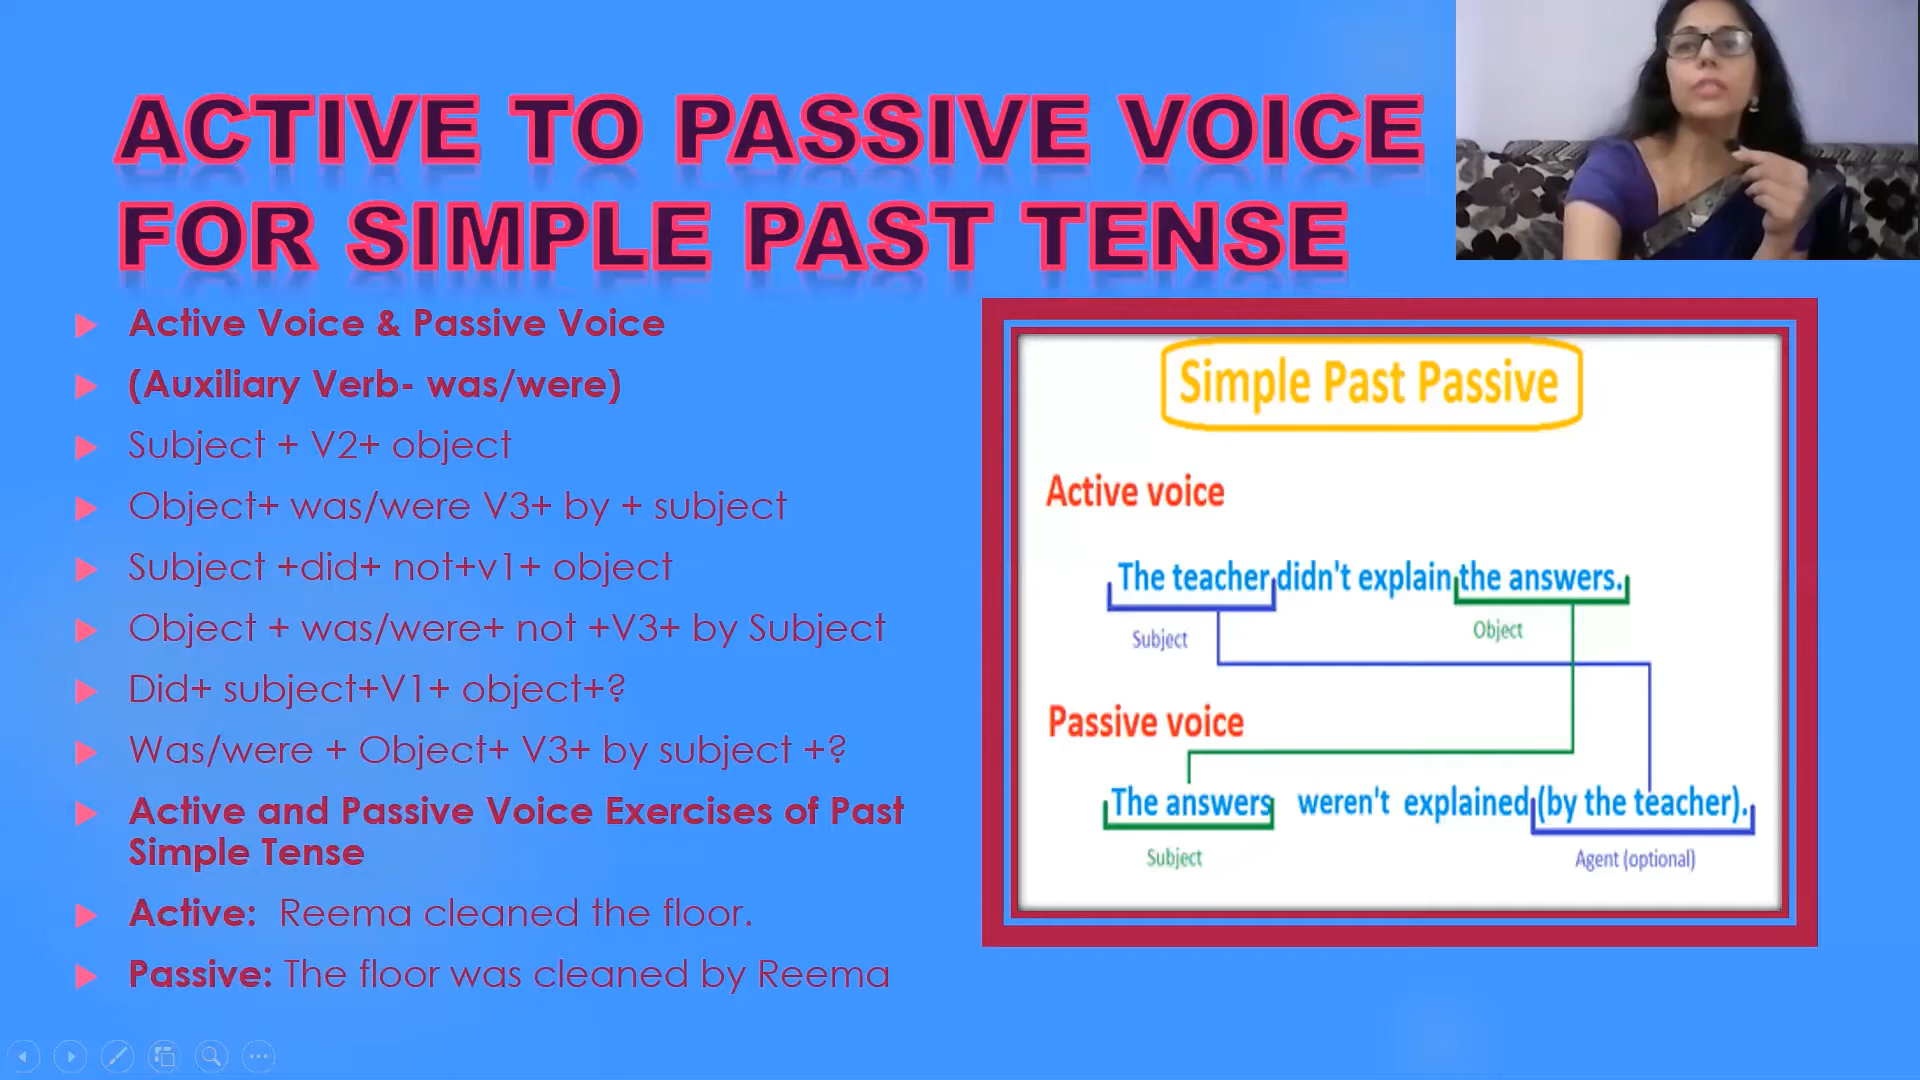 ACTIVE TO PASSIVE VOICE
FOR SIMPLE PAST TENSE
Active Voice & Passive Voice
(Auxiliary Verb- was/were)
Subject + V2+ object
Object+ was/were V3+ by + subject
Subject +did+ not+v1+ object
Object + was/were+ not +V3+ by Subject
Did+ subject+V1+ object+?
Was/were + Object+ V3+ by subject +?
Active and Passive Voice Exercises of Past
Simple Tense
Active: Reema cleaned the floor.
Passive: The floor was cleaned by Reema
Simple Past Passive
Active voice
The teacher didn't explain the answers.
Subject
Object
Passive voice
The answers weren't explained (by the teacher).
Subject
Agent (optional)